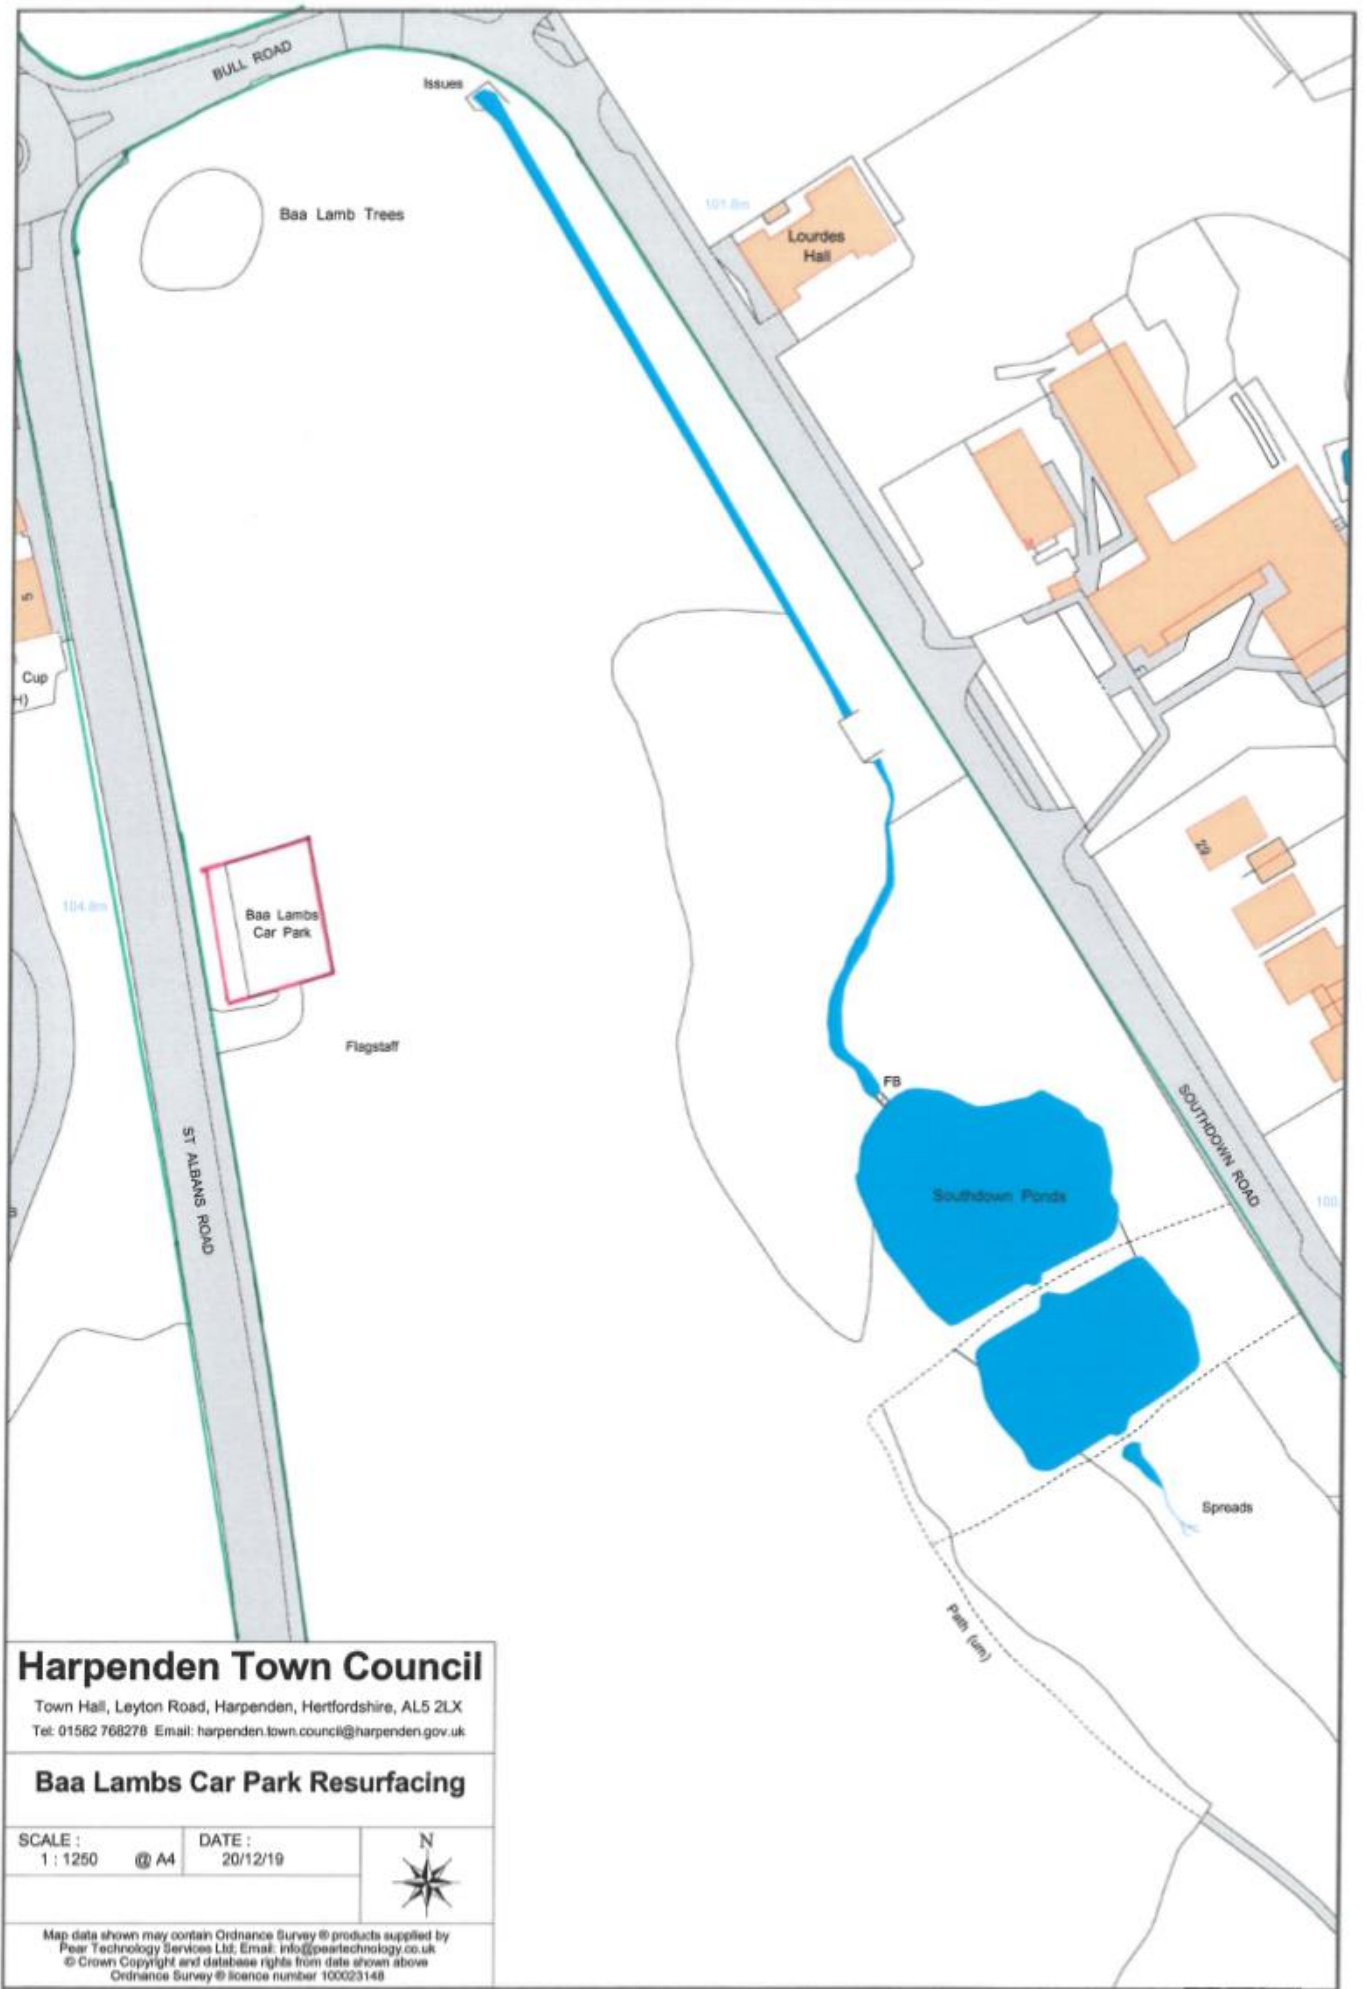 BULL ROAD
Issues
Baa Lamb Trees
101.8m
Lourdes
Hall
5
Cup
H)
29
104.8m
Baa Lambs
Car Park
Flagstaff
FB
SOUTHDOWN ROAD
ST ALBANS ROAD
Southdown Ponds
100.
Spreads
Path (um)
Harpenden Town Council
Town Hall, Leyton Road, Harpenden, Hertfordshire, AL5 2LX
Tel: 01582 768278 Email: harpenden.town.council@harpenden.gov.uk
Baa Lambs Car Park Resurfacing
SCALE :
1 : 1250 @ A4
DATE :
20/12/19
N
Map data shown may contain Ordnance Survey ® products supplied by
Pear Technology Services Ltd; Email: info@peartechnology.co.uk
© Crown Copyright and database rights from date shown above
Ordnance Survey ® licence number 100023148